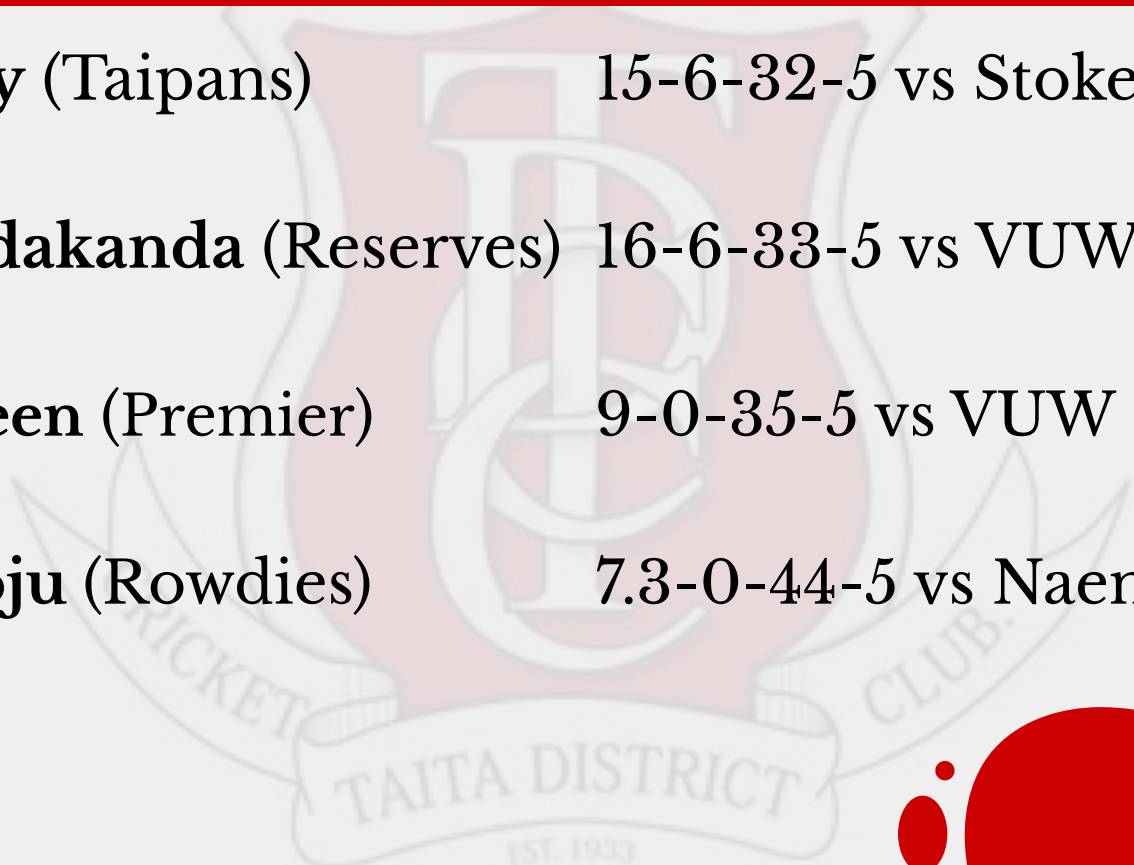 y (Taipans) 15-6-32-5 vs Stoke
dakanda (Reserves) 16-6-33-5 vs VUW
een (Premier) 9-0-35-5 vs VUW
oju (Rowdies) 7.3-0-44-5 vs Naen
CRICKET CLUB.
TAITA DISTRICT
EST. 1933